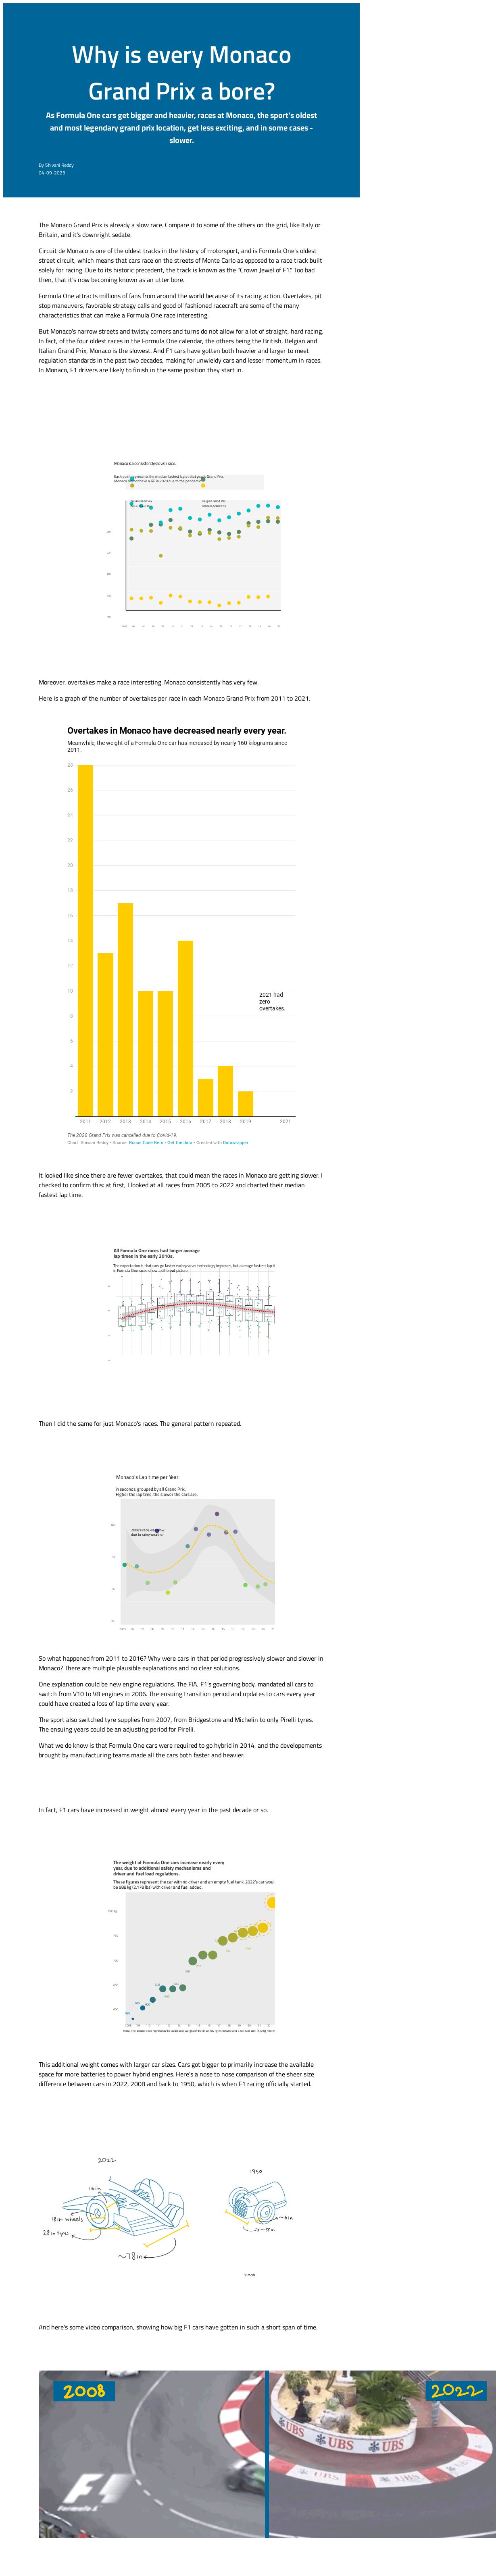 Why is every Monaco
Grand Prix a bore?
As Formula One cars get bigger and heavier, races at Monaco, the sport's oldest
and most legendary grand prix location, get less exciting, and in some cases -
slower.
By Shivani Reddy
04-09-2023
The Monaco Grand Prix is already a slow race. Compare it to some of the others on the grid, like Italy or
Britain, and it's downright sedate.
Circuit de Monaco is one of the oldest tracks in the history of motorsport, and is Formula One's oldest
street circuit, which means that cars race on the streets of Monte Carlo as opposed to a race track built
solely for racing. Due to its historic precedent, the track is known as the "Crown Jewel of F1." Too bad
then, that it's now becoming known as an utter bore.
Formula One attracts millions of fans from around the world because of its racing action. Overtakes, pit
stop maneuvers, favorable strategy calls and good ol' fashioned racecraft are some of the many
characteristics that can make a Formula One race interesting.
But Monaco's narrow streets and twisty corners and turns do not allow for a lot of straight, hard racing.
In fact, of the four oldest races in the Formula One calendar, the others being the British, Belgian and
Italian Grand Prix, Monaco is the slowest. And F1 cars have gotten both heavier and larger to meet
regulation standards in the past two decades, making for unwieldy cars and lesser momentum in races.
In Monaco, F1 drivers are likely to finish in the same position they start in.
Monaco is a consistently slower race.
Each point represents the median fastest lap at that year's Grand Prix.
Monaco did not have a GP in 2020 due to the pandemic.
Belgian Grand Prix
Monaco Grand Prix
Moreover, overtakes make a race interesting. Monaco consistently has very few.
Here is a graph of the number of overtakes per race in each Monaco Grand Prix from 2011 to 2021.
Overtakes in Monaco have decreased nearly every year.
Meanwhile, the weight of a Formula One car has increased by nearly 160 kilograms since
2011.
28
26
24
22
20
18
16
14
12
10
2021 had
zero
overtakes.
8
6
4
2
2011 2012 2013 2014 2015 2016 2017 2018 2019 2021
The 2020 Grand Prix was cancelled due to Covid-19.
Chart: Shivani Reddy • Source: Bonus Code Bets • Get the data • Created with Datawrapper
It looked like since there are fewer overtakes, that could mean the races in Monaco are getting slower. I
checked to confirm this: at first, I looked at all races from 2005 to 2022 and charted their median
fastest lap time.
All Formula One races had longer average
lap times in the early 2010s.
The expectation is that cars go faster each year as technology improves, but average fastest lap ti
in Formula One races show a different picture.
Then I did the same for just Monaco's races. The general pattern repeated.
Monaco's Lap time per Year
in seconds, grouped by all Grand Prix.
Higher the lap time, the slower the cars are.
2008's race was slow
due to rainy weather
So what happened from 2011 to 2016? Why were cars in that period progressively slower and slower in
Monaco? There are multiple plausible explanations and no clear solutions.
One explanation could be new engine regulations. The FIA, F1's governing body, mandated all cars to
switch from V10 to V8 engines in 2006. The ensuing transition period and updates to cars every year
could have created a loss of lap time every year.
The sport also switched tyre supplies from 2007, from Bridgestone and Michelin to only Pirelli tyres.
The ensuing years could be an adjusting period for Pirelli.
What we do know is that Formula One cars were required to go hybrid in 2014, and the developements
brought by manufacturing teams made all the cars both faster and heavier.
In fact, F1 cars have increased in weight almost every year in the past decade or so.
The weight of Formula One cars increase nearly every
year, due to additional safety mechanisms and
driver and fuel load regulations.
These figures represent the car with no driver and an empty fuel tank. 2022's car woul
be 988 kg (2,178 lbs) with driver and fuel added.
This additional weight comes with larger car sizes. Cars got bigger to primarily increase the available
space for more batteries to power hybrid engines. Here's a nose to nose comparison of the sheer size
difference between cars in 2022, 2008 and back to 1950, which is when F1 racing officially started.
2022
1950
16 in
18 in wheels
28 in tyres
~78 in
And here's some video comparison, showing how big F1 cars have gotten in such a short span of time.
2008
2022
F1
Formula 1
UBS
UBS
UBS
UBS